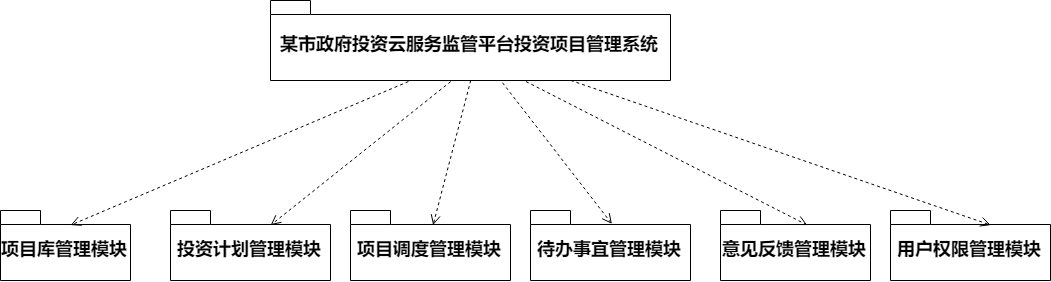 某市政府投资云服务监管平台投资项目管理系统
项目库管理模块
投资计划管理模块
项目调度管理模块
待办事宜管理模块
意见反馈管理模块
用户权限管理模块